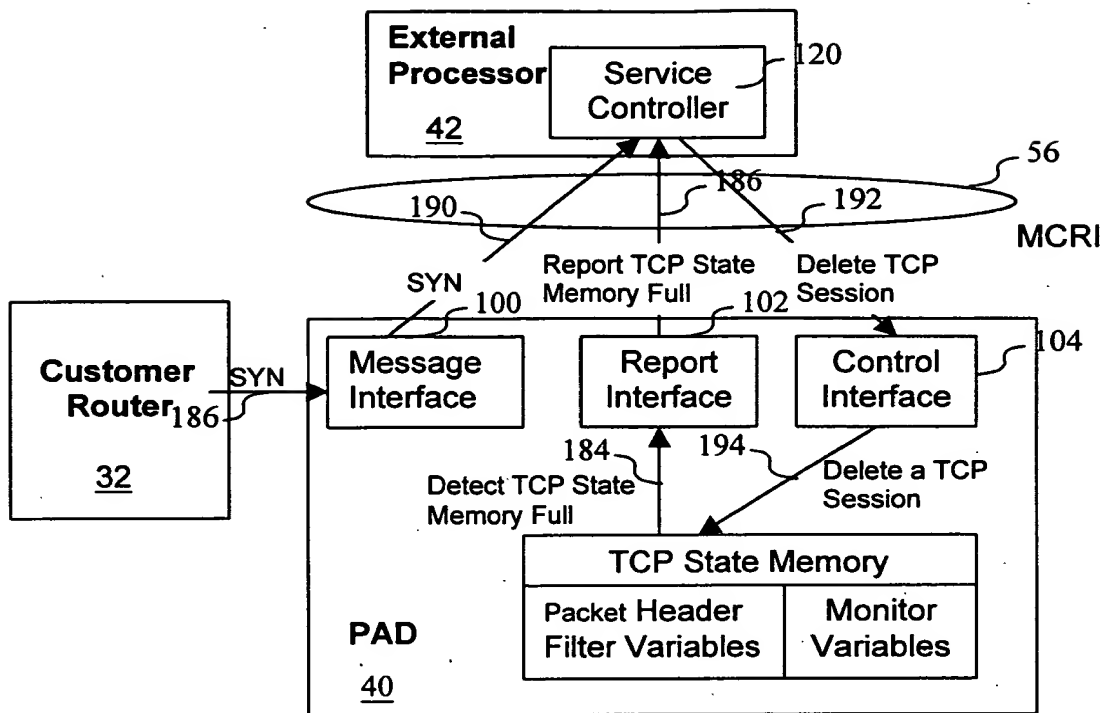 External
Processor
42
Service
Controller
120
56
186
190
192
MCRI
SYN
Report TCP State
Memory Full
Delete TCP
Session
100
102
104
Customer
Router
32
SYN
186
Message
Interface
Report
Interface
Control
Interface
184
194
Detect TCP State
Memory Full
Delete a TCP
Session
TCP State Memory
Packet Header
Filter Variables
Monitor
Variables
PAD
40